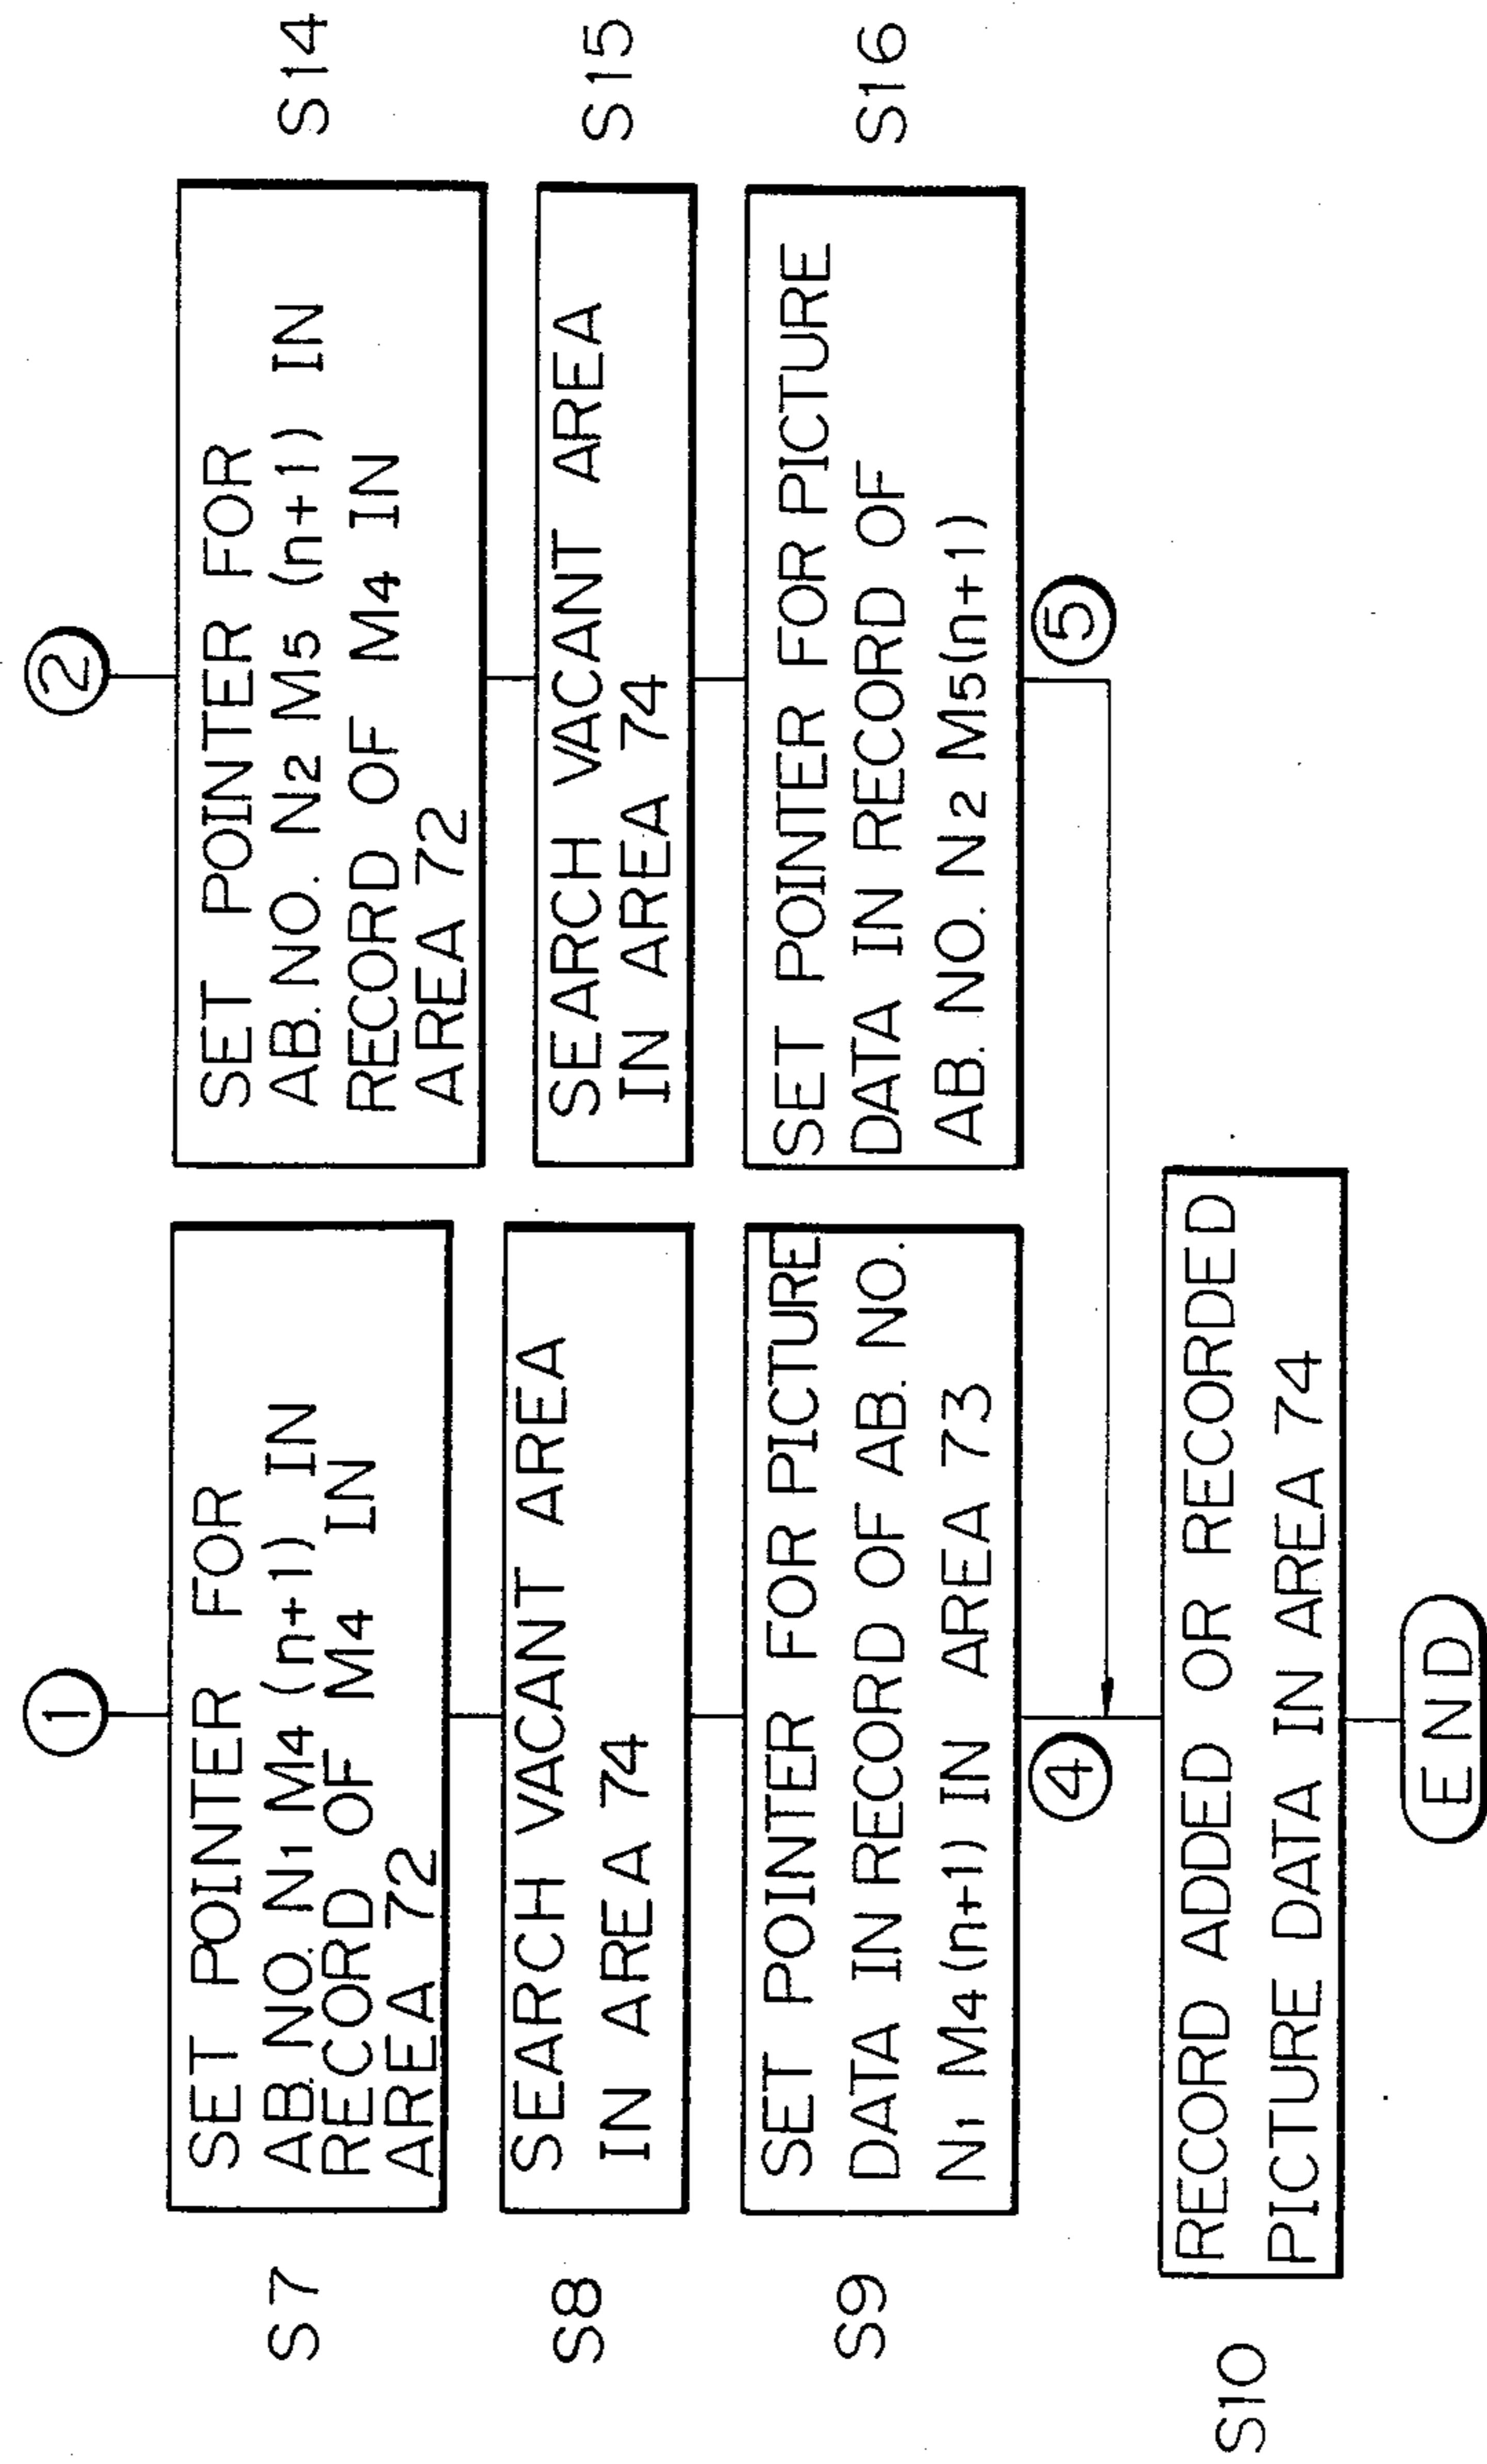 ①
S7
SET POINTER FOR
AB.NO. N₁ M₄ (n+1) IN
RECORD OF M₄ IN
AREA 72
S8
SEARCH VACANT AREA
IN AREA 74
S9
SET POINTER FOR PICTURE
DATA IN RECORD OF AB. NO.
N₁ M₄ (n+1) IN AREA 73
④
②
S14
SET POINTER FOR
AB.NO. N₂ M₅ (n+1) IN
RECORD OF M₄ IN
AREA 72
S15
SEARCH VACANT AREA
IN AREA 74
S16
SET POINTER FOR PICTURE
DATA IN RECORD OF
AB. NO. N₂ M₅(n+1)
⑤
S10
RECORD ADDED OR RECORDED
PICTURE DATA IN AREA 74
END